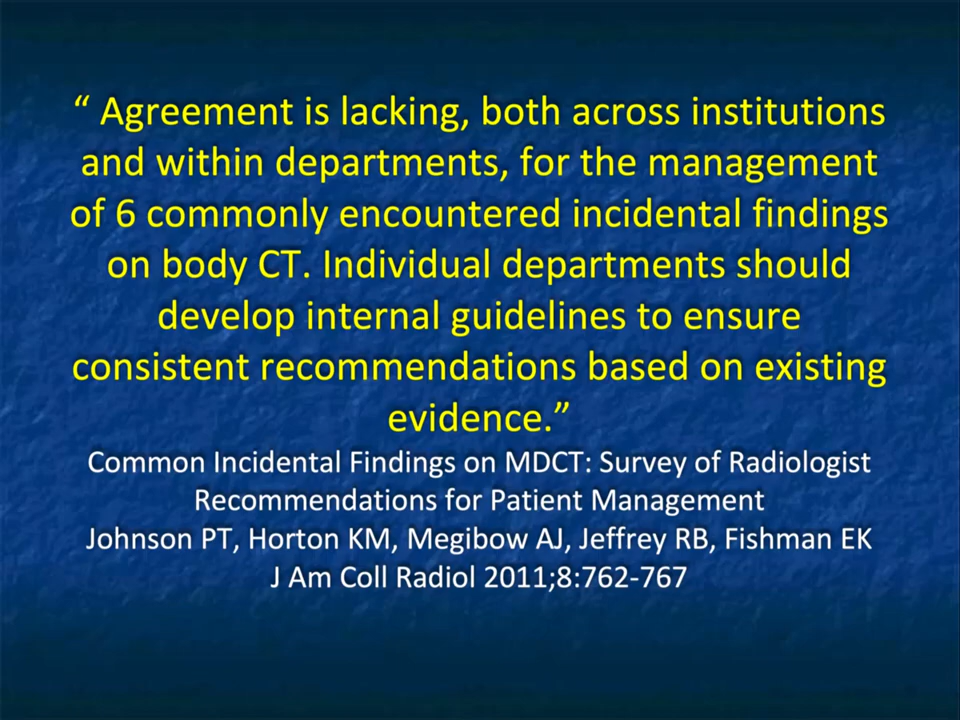 “ Agreement is lacking, both across institutions
and within departments, for the management
of 6 commonly encountered incidental findings
on body CT. Individual departments should
develop internal guidelines to ensure
consistent recommendations based on existing
evidence.”
Common Incidental Findings on MDCT: Survey of Radiologist
Recommendations for Patient Management
Johnson PT, Horton KM, Megibow AJ, Jeffrey RB, Fishman EK
J Am Coll Radiol 2011;8:762-767